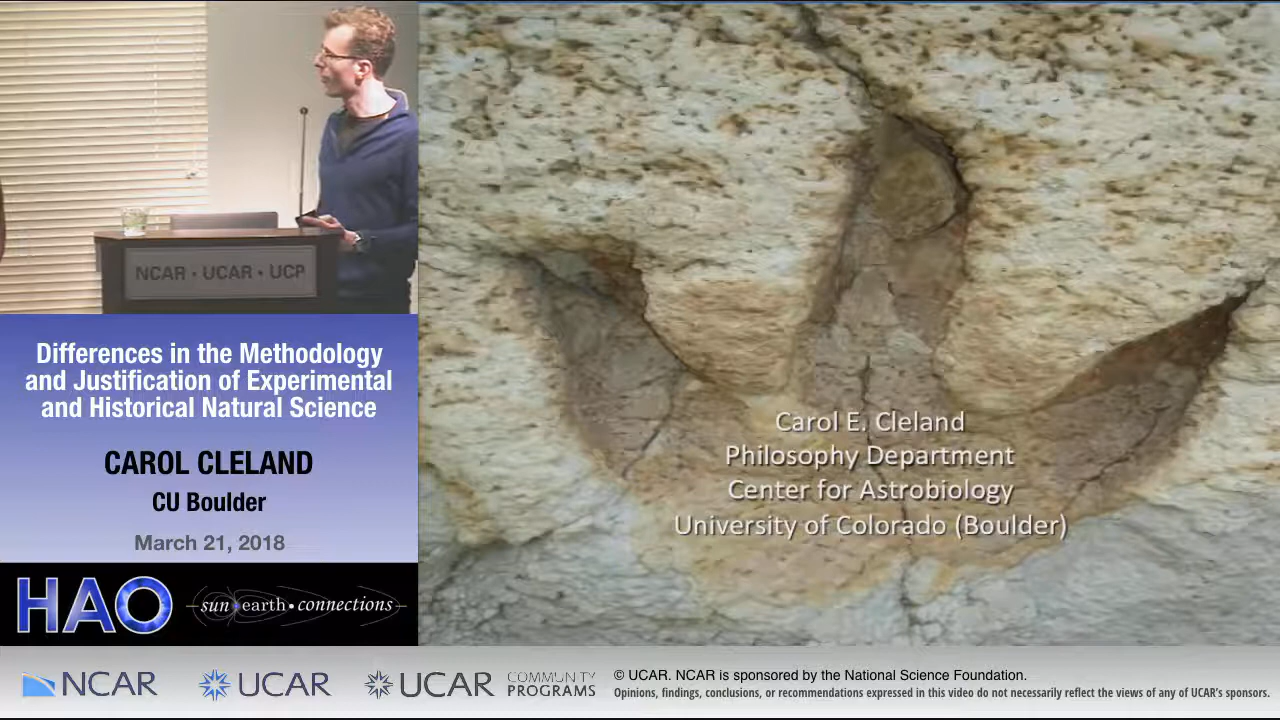 NCAR • UCAR • UCP
Differences in the Methodology
and Justification of Experimental
and Historical Natural Science
CAROL CLELAND
CU Boulder
March 21, 2018
HAO
sun • earth • connections
Carol E. Cleland
Philosophy Department
Center for Astrobiology
University of Colorado (Boulder)
NCAR
UCAR
UCAR
COMMUNITY
PROGRAMS
© UCAR. NCAR is sponsored by the National Science Foundation.
Opinions, findings, conclusions, or recommendations expressed in this video do not necessarily reflect the views of any of UCAR's sponsors.